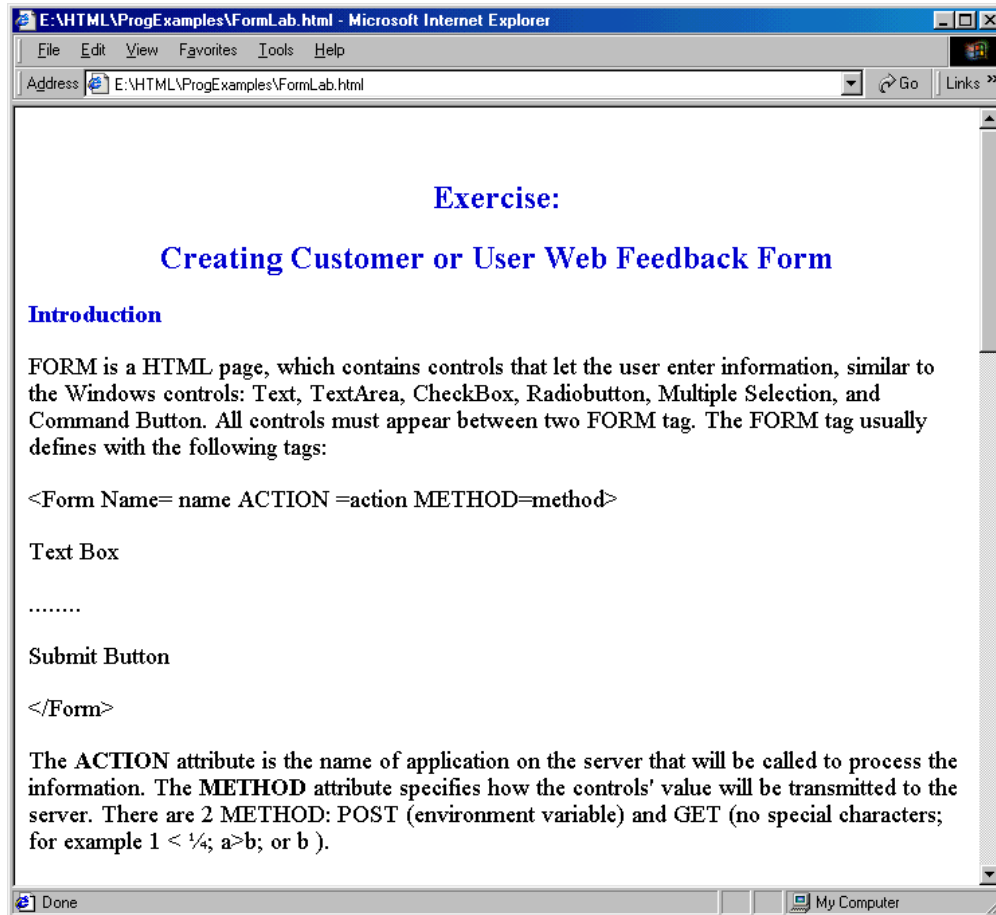 E:\HTML\ProgExamples\FormLab.html - Microsoft Internet Explorer
File Edit View Favorites Tools Help
Address E:\HTML\ProgExamples\FormLab.html Go Links »
Exercise:
Creating Customer or User Web Feedback Form
Introduction
FORM is a HTML page, which contains controls that let the user enter information, similar to
the Windows controls: Text, TextArea, CheckBox, Radiobutton, Multiple Selection, and
Command Button. All controls must appear between two FORM tag. The FORM tag usually
defines with the following tags:
<Form Name= name ACTION =action METHOD=method>
Text Box
........
Submit Button
</Form>
The ACTION attribute is the name of application on the server that will be called to process the
information. The METHOD attribute specifies how the controls' value will be transmitted to the
server. There are 2 METHOD: POST (environment variable) and GET (no special characters;
for example 1 < ¼; a>b; or b ).
Done My Computer